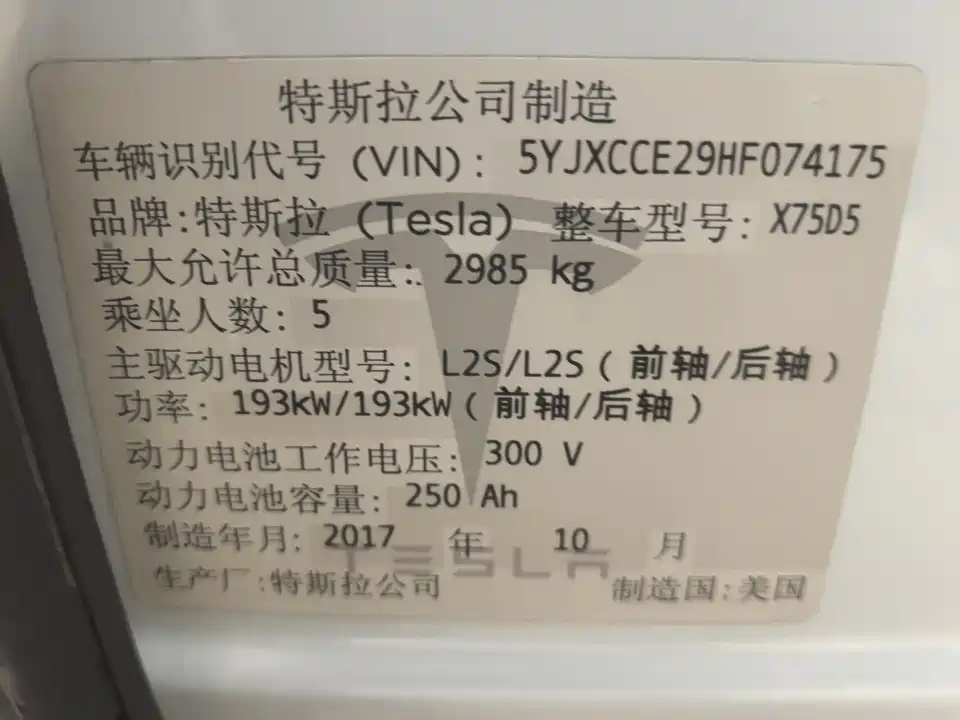 特斯拉公司制造
车辆识别代号 (VIN): 5YJXCCE29HF074175
品牌:特斯拉 (Tesla) 整车型号: X75D5
最大允许总质量: 2985 kg
乘坐人数: 5
主驱动电机型号: L2S/L2S (前轴/后轴)
功率: 193kW/193kW (前轴/后轴)
动力电池工作电压: 300 V
动力电池容量: 250 Ah
制造年月: 2017 年 10 月
TESLA
生产厂:特斯拉公司 制造国:美国